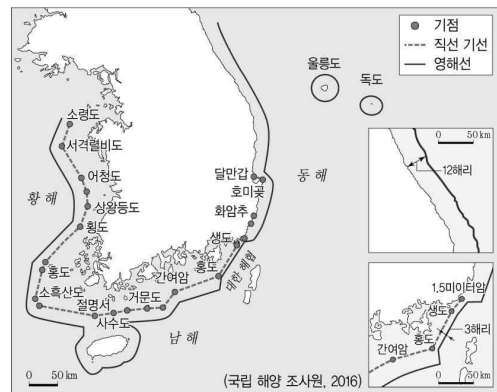 기점
직선 기선
영해선
0 50 km
울릉도
독도
소령도
서격렬비도
어청도
상왕등도
횡도
황 해
홍도
소흑산도
절명서
사수도
거문도
간여암
홍도
생도
화암추
호미곶
달만갑
동 해
대한 해협
남 해
0 50 km
12해리
0 50 km
1.5미이터암
생도
3해리
홍도
간여암
0 50 km
(국립 해양 조사원, 2016)